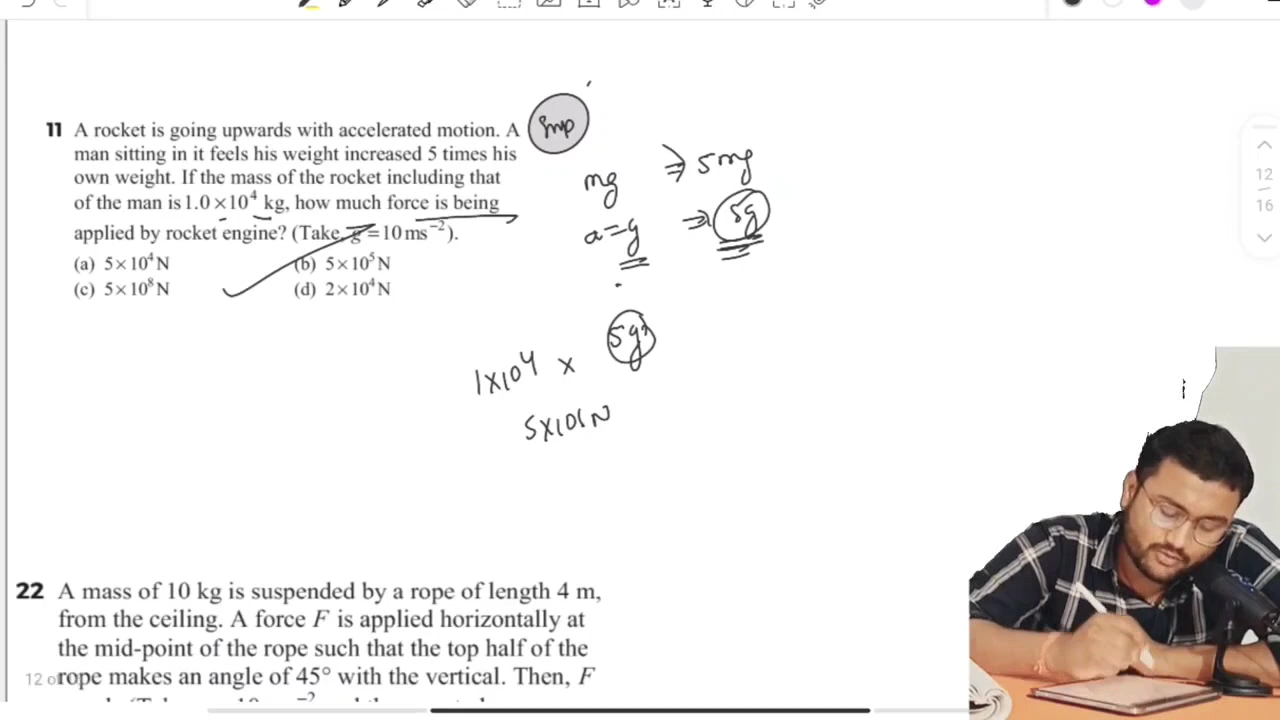 11 A rocket is going upwards with accelerated motion. A
man sitting in it feels his weight increased 5 times his
own weight. If the mass of the rocket including that
of the man is 1.0 × 10⁴ kg, how much force is being
applied by rocket engine? (Take, g = 10 ms⁻²).
(a) 5 × 10⁴ N (b) 5 × 10⁵ N
(c) 5 × 10⁸ N (d) 2 × 10⁴ N
Imp
mg ⇒ 5mg
a = g ⇒ 5g
1×10⁴ × 5g
22 A mass of 10 kg is suspended by a rope of length 4 m,
from the ceiling. A force F is applied horizontally at
the mid-point of the rope such that the top half of the
rope makes an angle of 45° with the vertical. Then, F
12
16